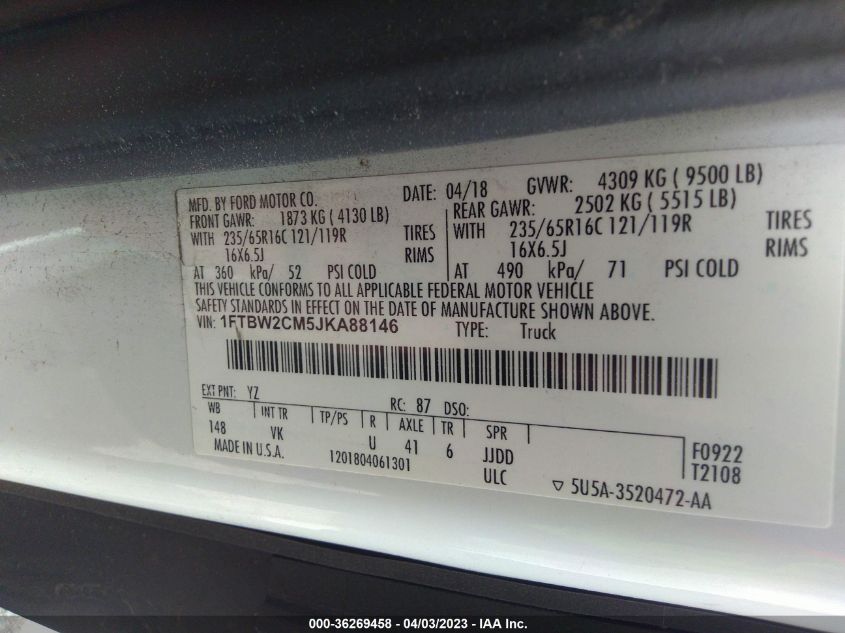 MFD. BY FORD MOTOR CO. DATE: 04/18 GVWR: 4309 KG ( 9500 LB)
FRONT GAWR: 1873 KG ( 4130 LB) REAR GAWR: 2502 KG ( 5515 LB)
WITH 235/65R16C 121/119R TIRES WITH 235/65R16C 121/119R TIRES
16X6.5J RIMS 16X6.5J RIMS
AT 360 kPa/ 52 PSI COLD AT 490 kPa/ 71 PSI COLD
THIS VEHICLE CONFORMS TO ALL APPLICABLE FEDERAL MOTOR VEHICLE
SAFETY STANDARDS IN EFFECT ON THE DATE OF MANUFACTURE SHOWN ABOVE.
VIN: 1FTBW2CM5JKA88146 TYPE: Truck
EXT PNT: YZ RC: 87 DSO:
WB INT TR TP/PS R AXLE TR SPR
148 VK U 41 6 JJDD F0922
MADE IN U.S.A. 1201804061301 ULC T2108
5U5A-3520472-AA
000-36269458 - 04/03/2023 - IAA Inc.